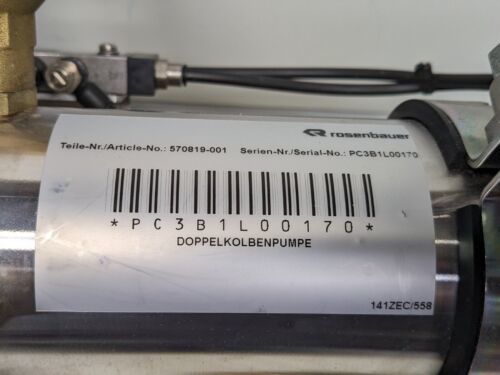 rosenbauer
Teile-Nr./Article-No.: 570819-001 Serien-Nr./Serial-No.: PC3B1L00170
*PC3B1L00170*
DOPPELKOLBENPUMPE
141ZEC/558